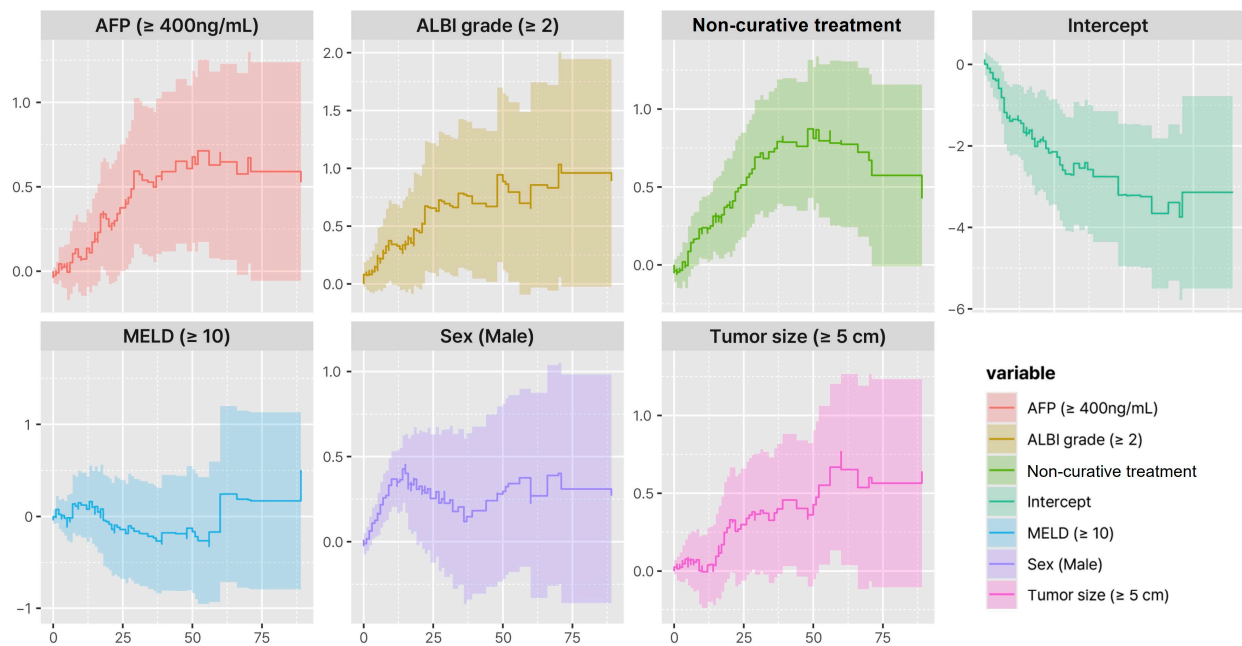 AFP (≥ 400ng/mL)
ALBI grade (≥ 2)
Non-curative treatment
Intercept
1.0
0.5
0.0
2.0
1.5
1.0
0.5
0.0
1.0
0.5
0.0
0
−2
−4
−6
MELD (≥ 10)
Sex (Male)
Tumor size (≥ 5 cm)
1
0
−1
1.0
0.5
0.0
1.0
0.5
0.0
0 25 50 75
0 25 50 75
0 25 50 75
variable
AFP (≥ 400ng/mL)
ALBI grade (≥ 2)
Non-curative treatment
Intercept
MELD (≥ 10)
Sex (Male)
Tumor size (≥ 5 cm)